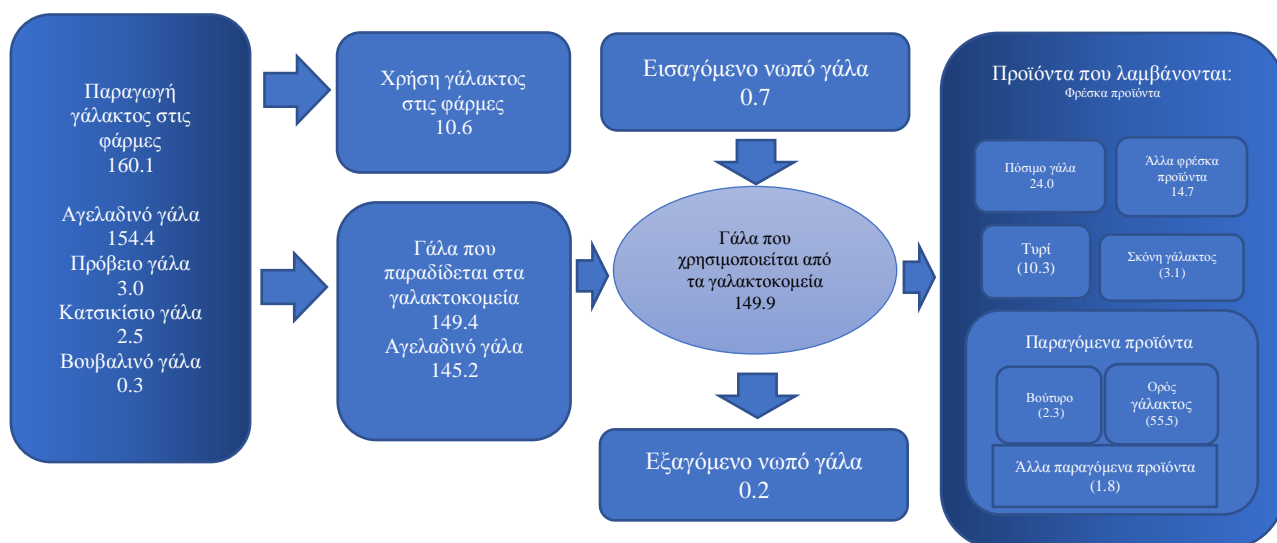 Παραγωγή
γάλακτος στις
φάρμες
160.1
Αγελαδινό γάλα
154.4
Πρόβειο γάλα
3.0
Κατσικίσιο γάλα
2.5
Βουβαλινό γάλα
0.3
Χρήση γάλακτος
στις φάρμες
10.6
Γάλα που
παραδίδεται στα
γαλακτοκομεία
149.4
Αγελαδινό γάλα
145.2
Εισαγόμενο νωπό γάλα
0.7
Γάλα που
χρησιμοποιείται από
τα γαλακτοκομεία
149.9
Εξαγόμενο νωπό γάλα
0.2
Προϊόντα που λαμβάνονται:
Φρέσκα προϊόντα
Πόσιμο γάλα
24.0
Άλλα φρέσκα
προϊόντα
14.7
Τυρί
(10.3)
Σκόνη γάλακτος
(3.1)
Παραγόμενα προϊόντα
Βούτυρο
(2.3)
Ορός
γάλακτος
(55.5)
Άλλα παραγόμενα προϊόντα
(1.8)